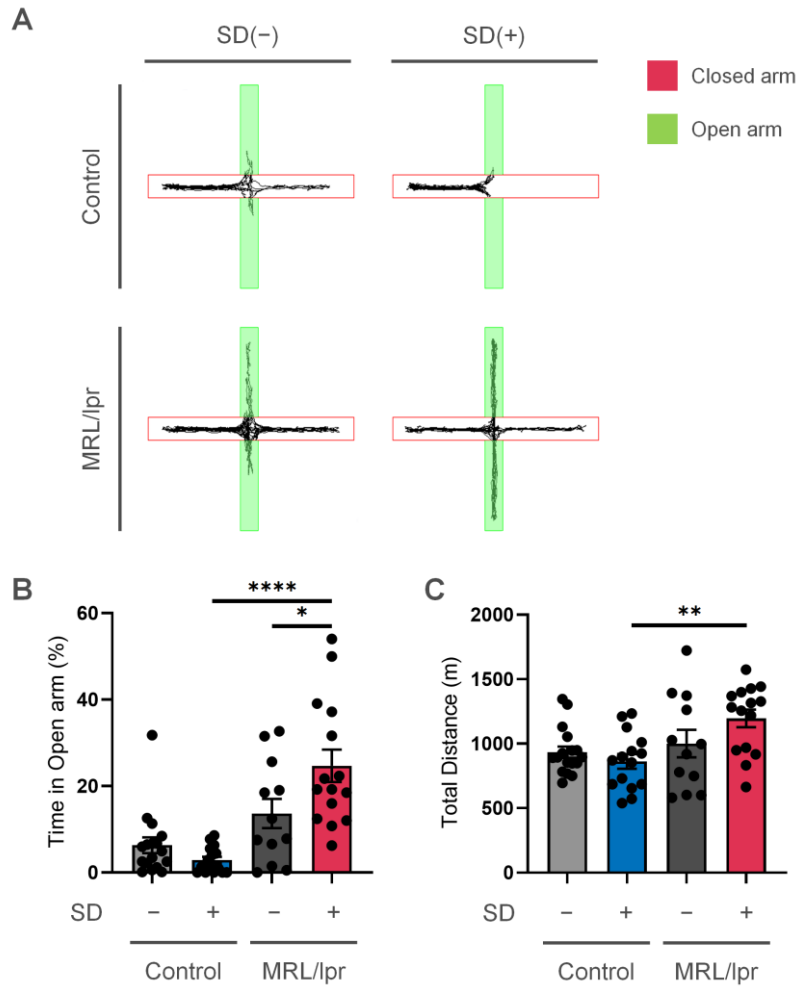 A
SD(−)
SD(+)
Closed arm
Open arm
Control
MRL/lpr
B
Time in Open arm (%)
60
40
20
0
****
*
SD
− + − +
Control
MRL/lpr
C
Total Distance (m)
2000
1500
1000
500
0
**
SD
− + − +
Control
MRL/lpr